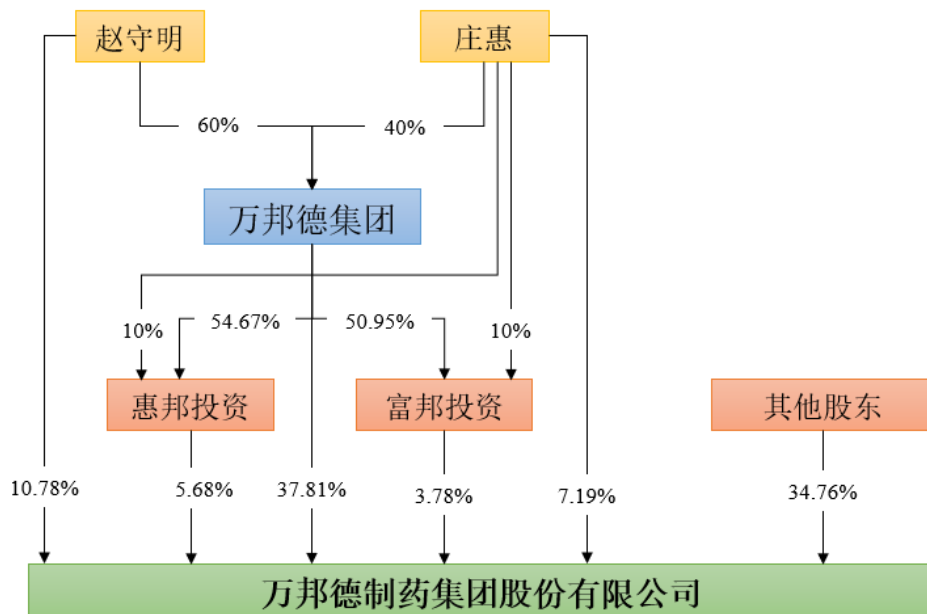 赵守明
庄惠
60%
40%
万邦德集团
10%
54.67%
50.95%
10%
惠邦投资
富邦投资
其他股东
10.78%
5.68%
37.81%
3.78%
7.19%
34.76%
万邦德制药集团股份有限公司